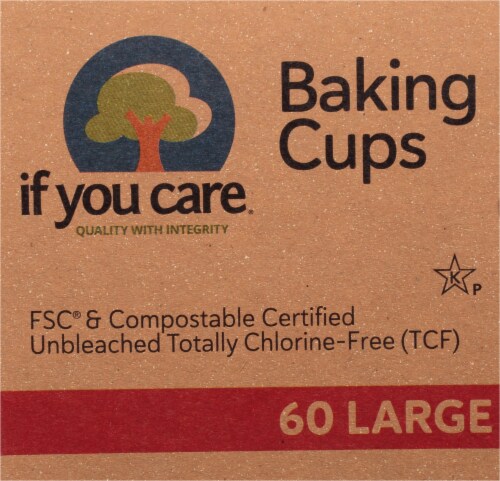 Baking
Cups
if you care.
QUALITY WITH INTEGRITY
K
P
FSC® & Compostable Certified
Unbleached Totally Chlorine-Free (TCF)
60 LARGE